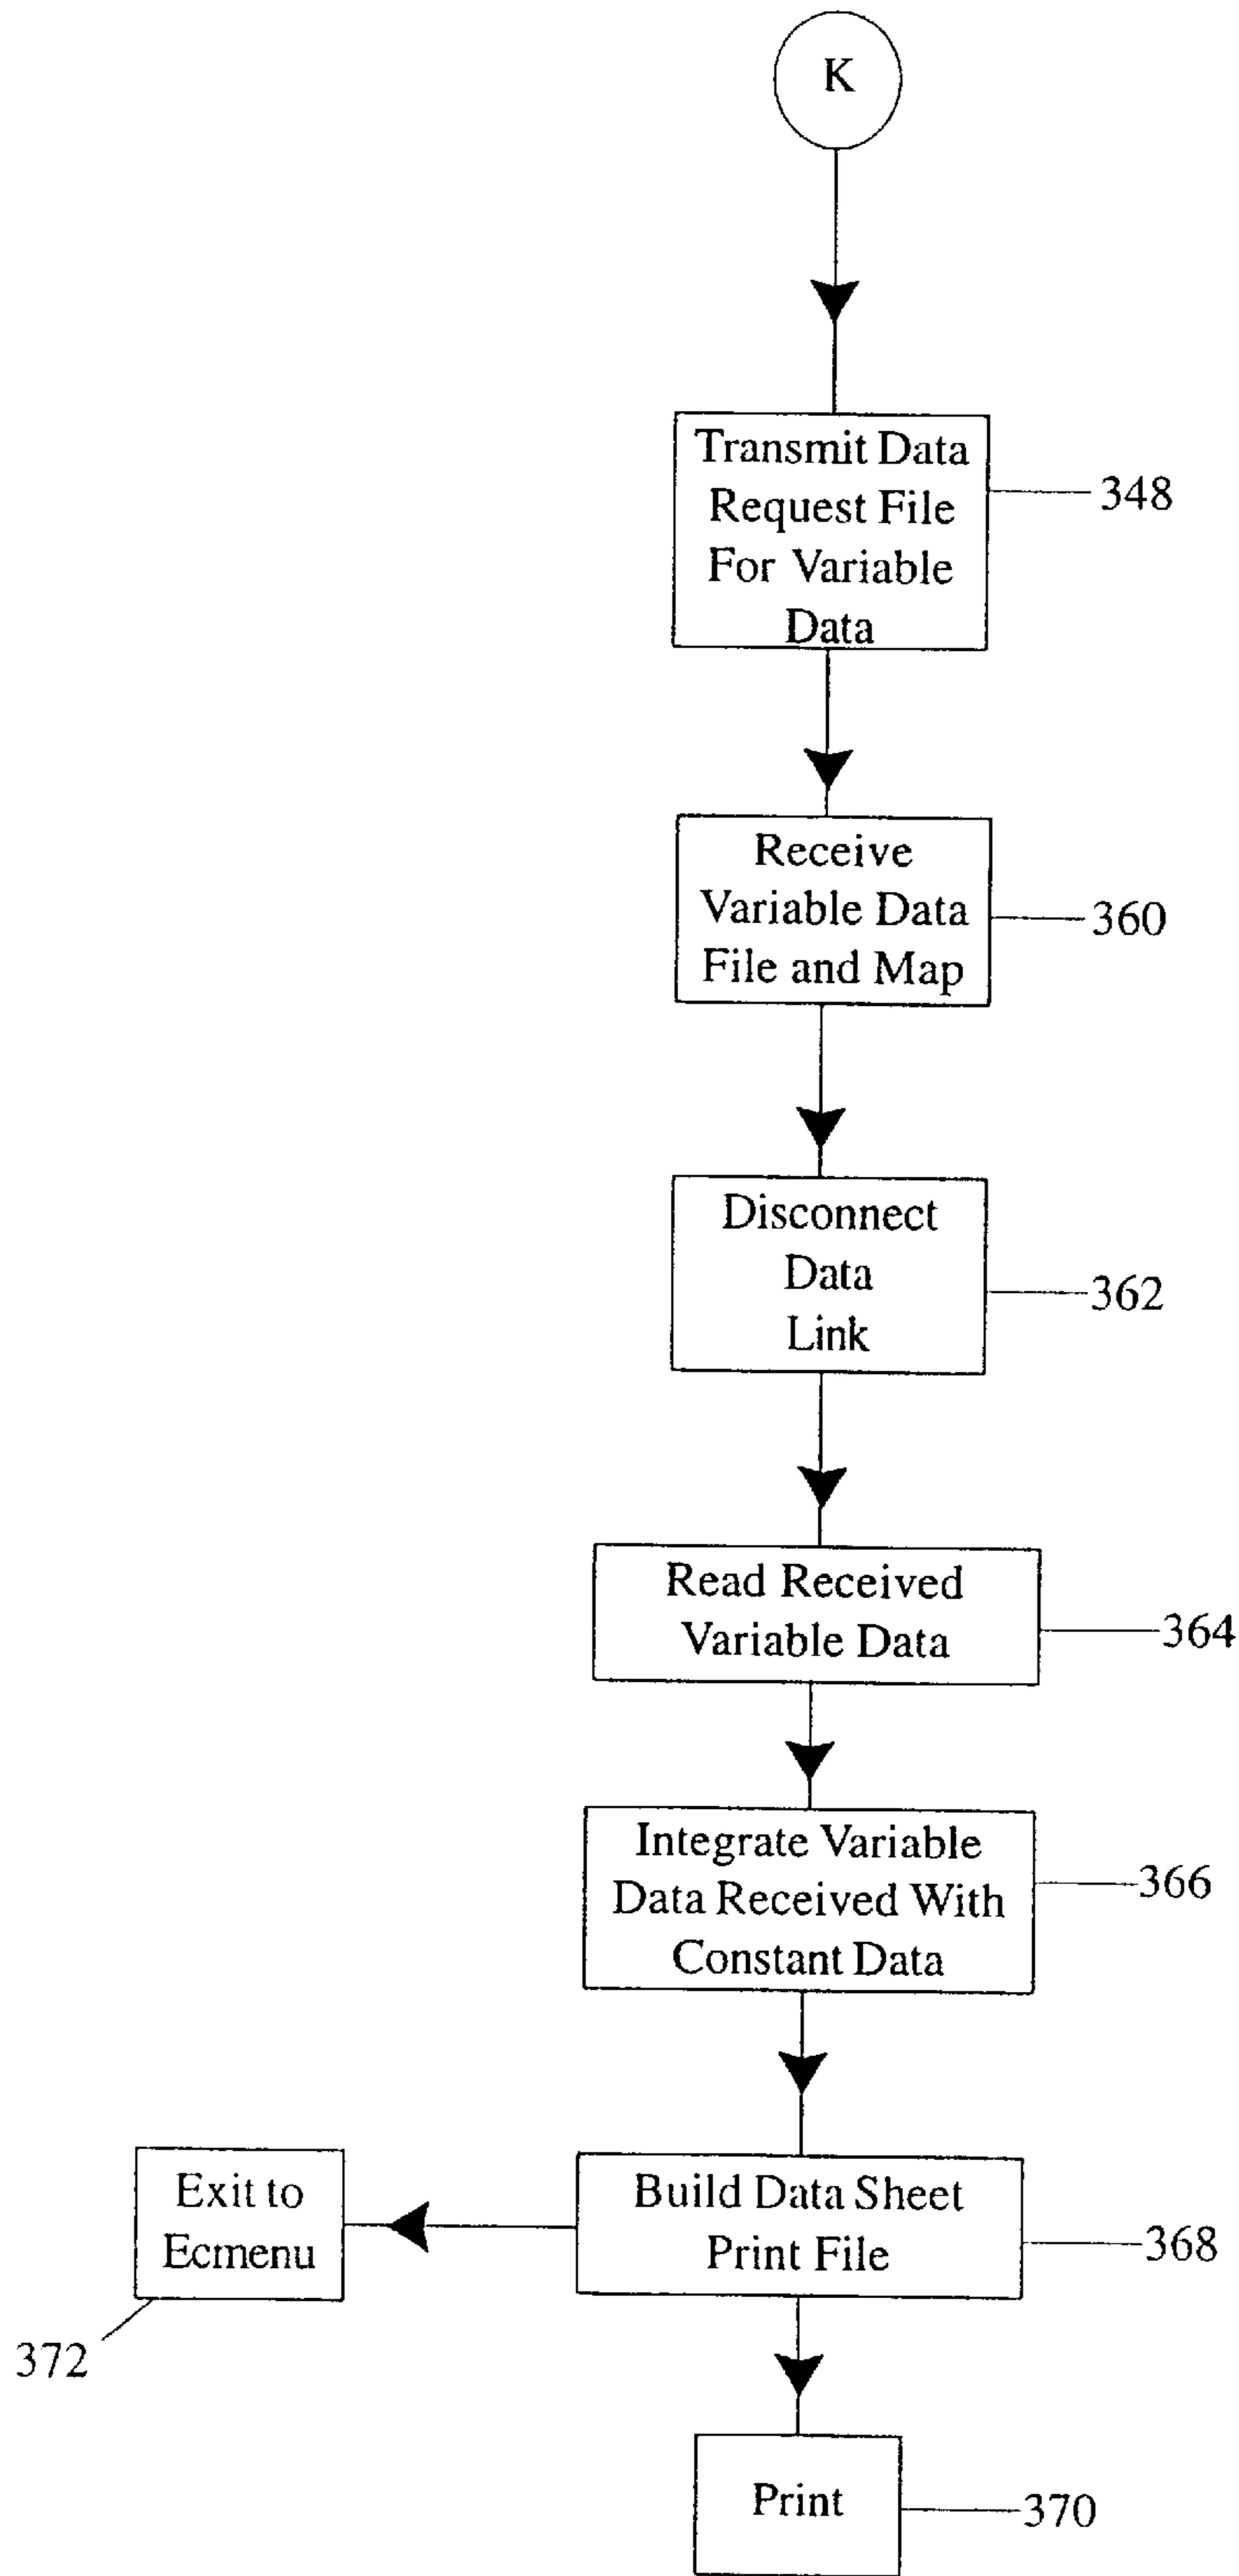 K
Transmit Data
Request File
For Variable
Data
348
Receive
Variable Data
File and Map
360
Disconnect
Data
Link
362
Read Received
Variable Data
364
Integrate Variable
Data Received With
Constant Data
366
Exit to
Ecmenu
372
Build Data Sheet
Print File
368
Print
370